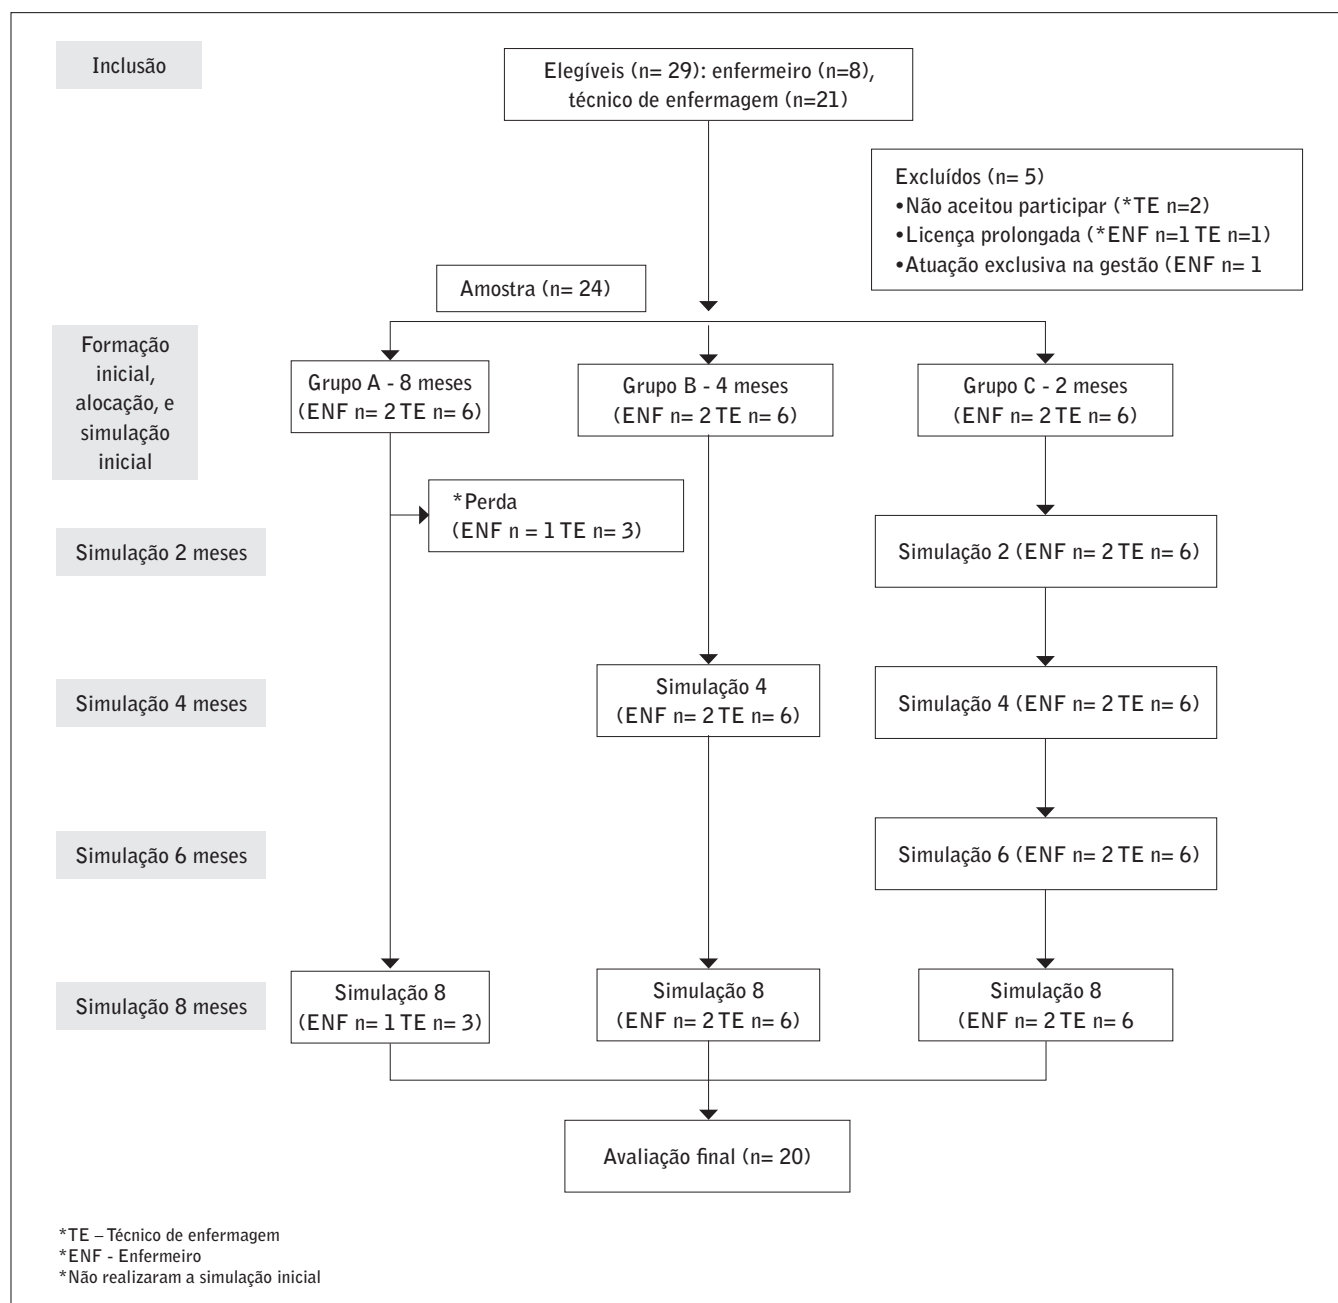 Inclusão
Elegíveis (n= 29): enfermeiro (n=8),
técnico de enfermagem (n=21)
Excluídos (n= 5)
•Não aceitou participar (*TE n=2)
•Licença prolongada (*ENF n=1 TE n=1)
•Atuação exclusiva na gestão (ENF n= 1
Amostra (n= 24)
Formação
inicial,
alocação, e
simulação
inicial
Grupo A - 8 meses
(ENF n= 2 TE n= 6)
Grupo B - 4 meses
(ENF n= 2 TE n= 6)
Grupo C - 2 meses
(ENF n= 2 TE n= 6)
*Perda
(ENF n = 1 TE n= 3)
Simulação 2 meses
Simulação 2 (ENF n= 2 TE n= 6)
Simulação 4 meses
Simulação 4
(ENF n= 2 TE n= 6)
Simulação 4 (ENF n= 2 TE n= 6)
Simulação 6 meses
Simulação 6 (ENF n= 2 TE n= 6)
Simulação 8 meses
Simulação 8
(ENF n= 1 TE n= 3)
Simulação 8
(ENF n= 2 TE n= 6)
Simulação 8
(ENF n= 2 TE n= 6
Avaliação final (n= 20)
*TE – Técnico de enfermagem
*ENF - Enfermeiro
*Não realizaram a simulação inicial